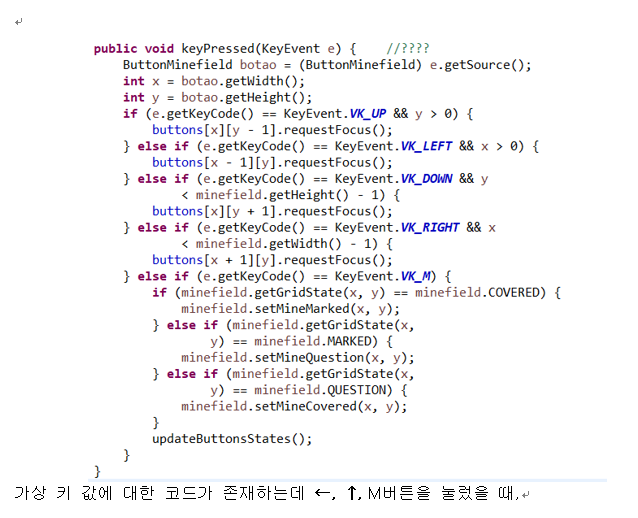 public void keyPressed(KeyEvent e) {    //????
ButtonMinefield botao = (ButtonMinefield) e.getSource();
int x = botao.getWidth();
int y = botao.getHeight();
if (e.getKeyCode() == KeyEvent.VK_UP && y > 0) {
buttons[x][y - 1].requestFocus();
} else if (e.getKeyCode() == KeyEvent.VK_LEFT && x > 0) {
buttons[x - 1][y].requestFocus();
} else if (e.getKeyCode() == KeyEvent.VK_DOWN && y
< minefield.getHeight() - 1) {
buttons[x][y + 1].requestFocus();
} else if (e.getKeyCode() == KeyEvent.VK_RIGHT && x
< minefield.getWidth() - 1) {
buttons[x + 1][y].requestFocus();
} else if (e.getKeyCode() == KeyEvent.VK_M) {
if (minefield.getGridState(x, y) == minefield.COVERED) {
minefield.setMineMarked(x, y);
} else if (minefield.getGridState(x,
y) == minefield.MARKED) {
minefield.setMineQuestion(x, y);
} else if (minefield.getGridState(x,
y) == minefield.QUESTION) {
minefield.setMineCovered(x, y);
}
updateButtonsStates();
}
}
가상 키 값에 대한 코드가 존재하는데 ←, ↑, M버튼을 눌렀을 때,